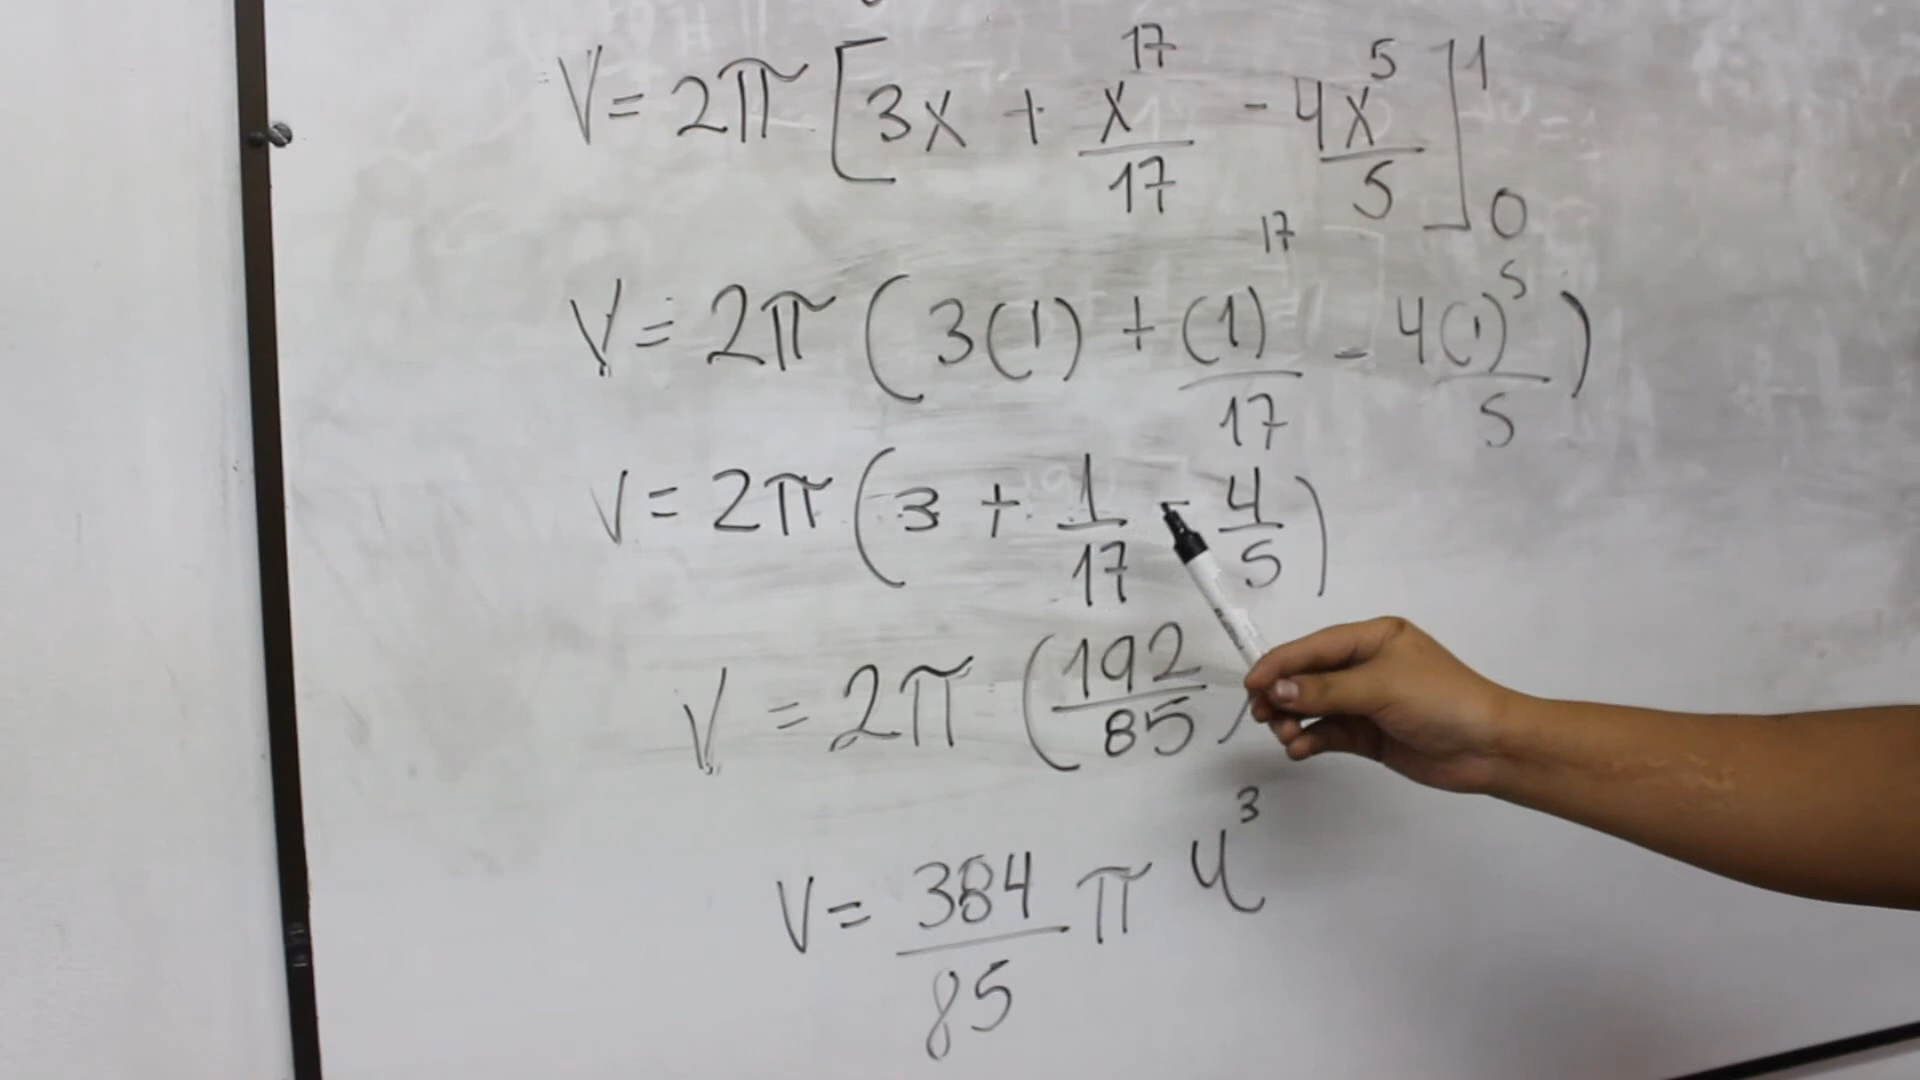 V = 2π [3x + x^17/17 - 4x^5/5]_0^1
V = 2π (3(1) + (1)^17/17 - 4(1)^5/5)
V = 2π (3 + 1/17 - 4/5)
V = 2π (192/85)
V = 384/85 π u^3